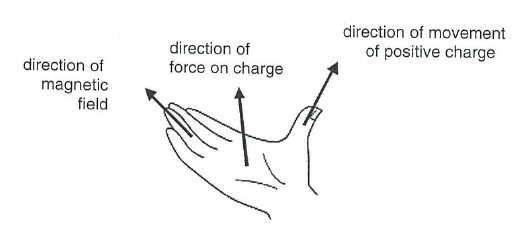 direction of
magnetic
field
direction of
force on charge
direction of movement
of positive charge